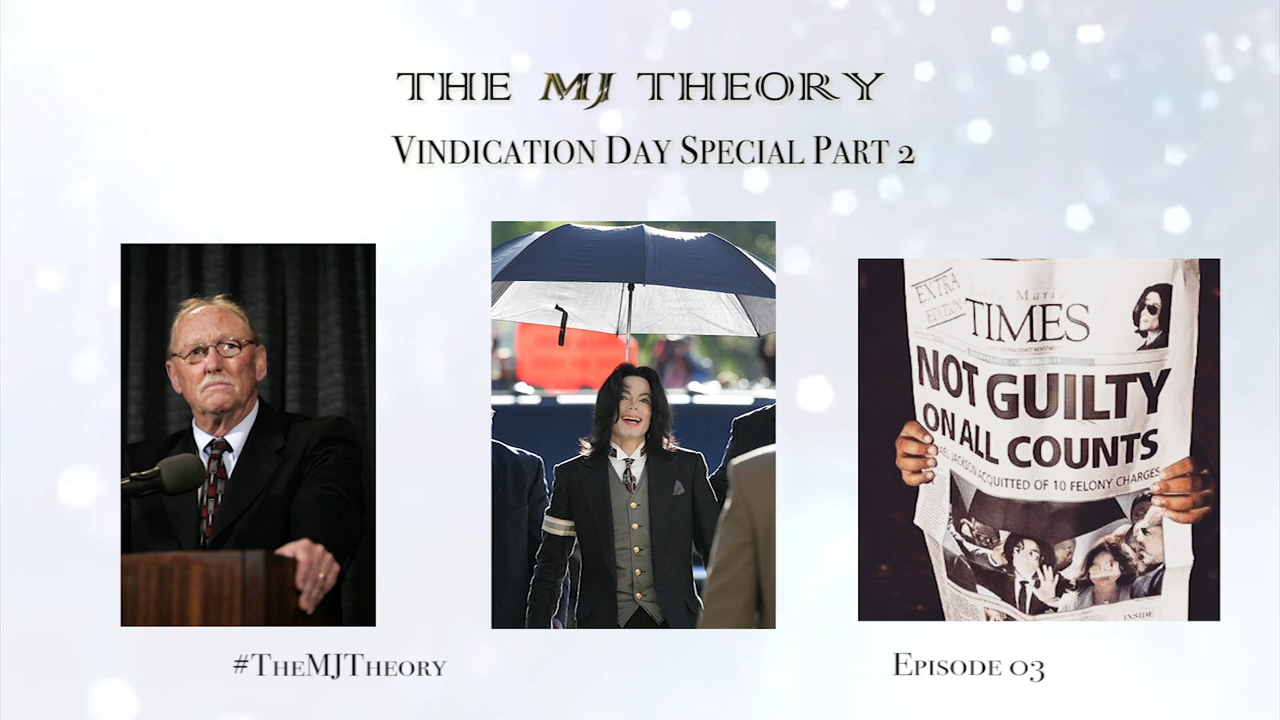 THE MJ THEORY
VINDICATION DAY SPECIAL PART 2
EXTRA
EDITION
TIMES
NOT GUILTY
ON ALL COUNTS
JACKSON ACQUITTED OF 10 FELONY CHARGES
INSIDE
#THEMJTHEORY
EPISODE 03